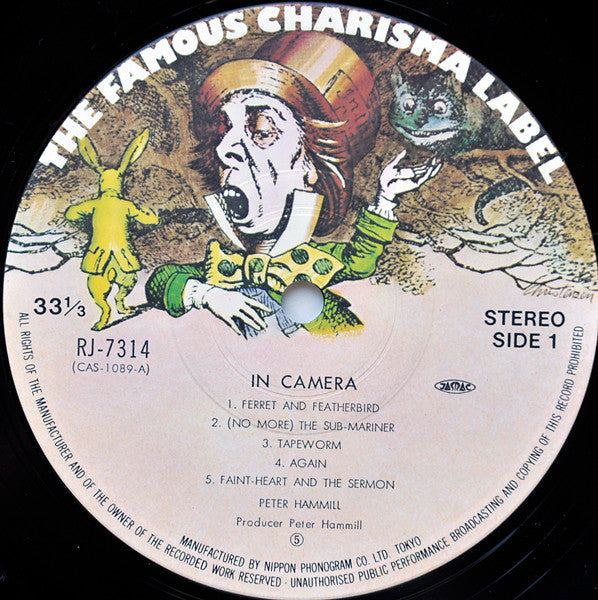 THE FAMOUS CHARISMA LABEL
33 1/3
STEREO
SIDE 1
RJ-7314
(CAS-1089-A)
JASRAC
IN CAMERA
1. FERRET AND FEATHERBIRD
2. (NO MORE) THE SUB-MARINER
3. TAPEWORM
4. AGAIN
5. FAINT-HEART AND THE SERMON
PETER HAMMILL
Producer Peter Hammill
⑤
ALL RIGHTS OF THE MANUFACTURER AND OF THE OWNER OF THE RECORDED WORK RESERVED · UNAUTHORISED PUBLIC PERFORMANCE BROADCASTING AND COPYING OF THIS RECORD PROHIBITED
MANUFACTURED BY NIPPON PHONOGRAM CO. LTD. TOKYO